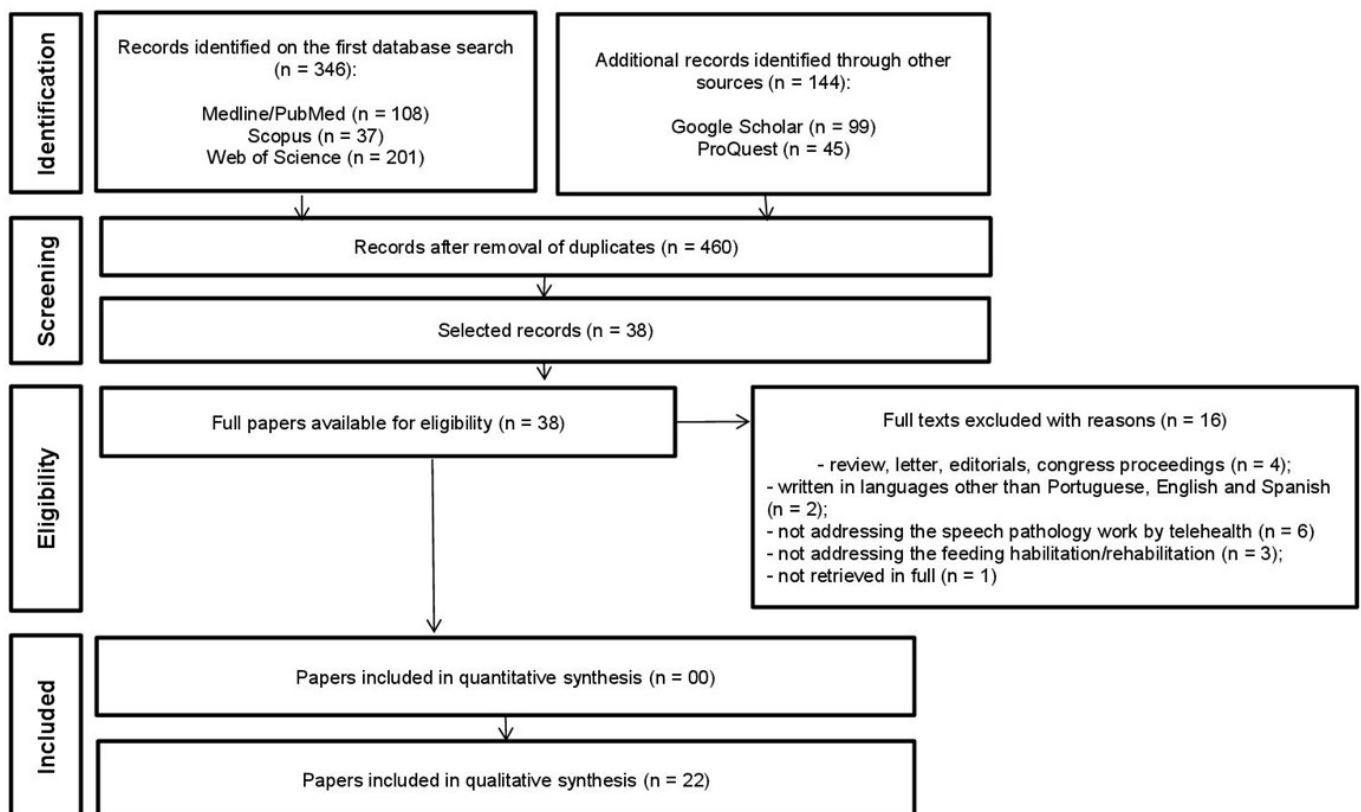 Identification
Records identified on the first database search
(n = 346):
Medline/PubMed (n = 108)
Scopus (n = 37)
Web of Science (n = 201)
Additional records identified through other
sources (n = 144):
Google Scholar (n = 99)
ProQuest (n = 45)
Screening
Records after removal of duplicates (n = 460)
Selected records (n = 38)
Eligibility
Full papers available for eligibility (n = 38)
Full texts excluded with reasons (n = 16)
- review, letter, editorials, congress proceedings (n = 4);
- written in languages other than Portuguese, English and Spanish
(n = 2);
- not addressing the speech pathology work by telehealth (n = 6)
- not addressing the feeding habilitation/rehabilitation (n = 3);
- not retrieved in full (n = 1)
Included
Papers included in quantitative synthesis (n = 00)
Papers included in qualitative synthesis (n = 22)